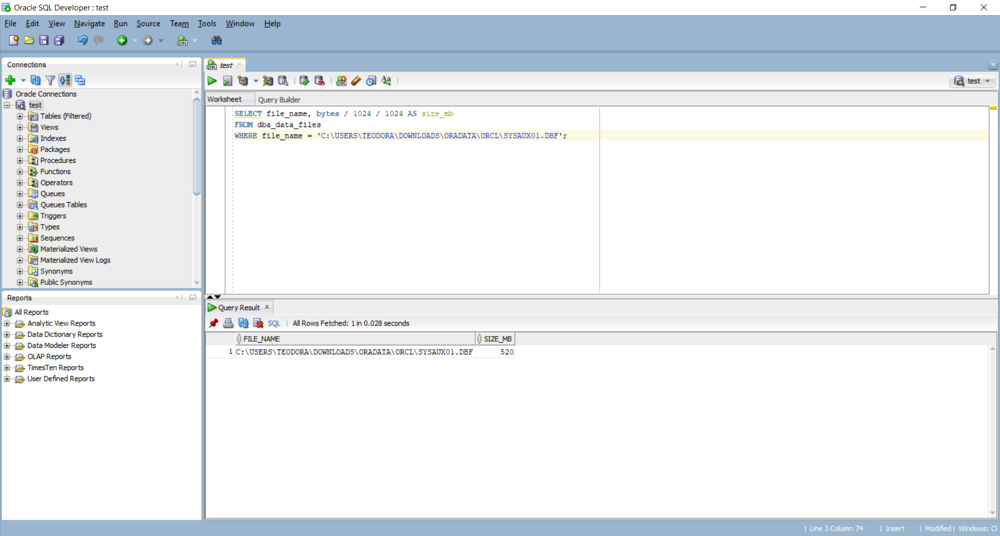 Oracle SQL Developer : test
File Edit View Navigate Run Source Team Tools Window Help
Connections
Oracle Connections
test
Tables (Filtered)
Views
Indexes
Packages
Procedures
Functions
Operators
Queues
Queues Tables
Triggers
Types
Sequences
Materialized Views
Materialized View Logs
Synonyms
Public Synonyms
Reports
All Reports
Analytic View Reports
Data Dictionary Reports
Data Modeler Reports
OLAP Reports
TimesTen Reports
User Defined Reports
test
test
Worksheet Query Builder
SELECT file_name, bytes / 1024 / 1024 AS size_mb
FROM dba_data_files
WHERE file_name = 'C:\USERS\TEODORA\DOWNLOADS\ORADATA\ORCL\SYSAUX01.DBF';
Query Result
SQL | All Rows Fetched: 1 in 0.028 seconds
FILE_NAME SIZE_MB
1 C:\USERS\TEODORA\DOWNLOADS\ORADATA\ORCL\SYSAUX01.DBF 520
| Line 3 Column 74 | Insert | Modified | Windows: CF